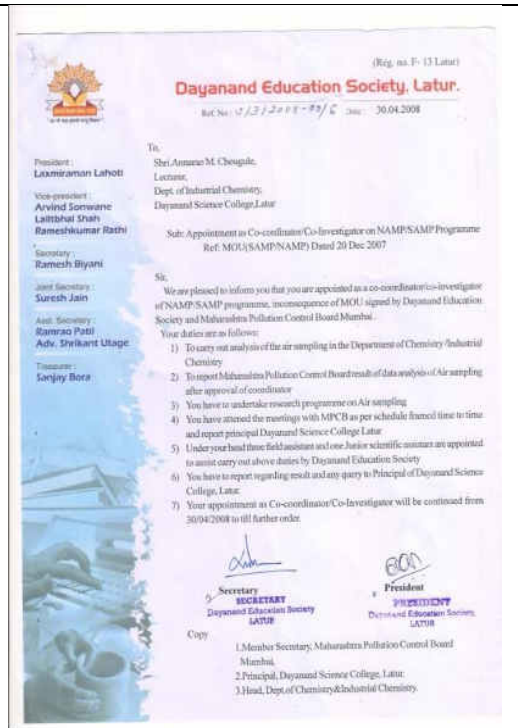 (Reg. no. F- 13 Latur)
Dayanand Education Society, Latur.
Ref. No. : Date : 30.04.2008
President :
Laxmiraman Lahoti
Vice-president :
Arvind Sonwane
Lalitbhai Shah
Rameshkumar Rathi
Secretary :
Ramesh Biyani
Joint Secretary :
Suresh Jain
Asst. Secretary :
Ramrao Patil
Adv. Shrikant Utage
Treasurer :
Sanjay Bora
To,
Shri.Annarao M. Chougule,
Lecturer,
Dept. of Industrial Chemistry,
Dayanand Science College,Latur
Sub: Appointment as Co-cordinator/Co-Investigator on NAMP/SAMP Programme
Ref: MOU(SAMP/NAMP) Dated 20 Dec 2007
Sir,
We are pleased to inform you that you are appointed as a co-coordinator/co-investigator
of NAMP/SAMP programme, inconsequence of MOU signed by Dayanand Education
Society and Maharashtra Pollution Control Board Mumbai .
Your duties are as follows:
1) To carry out analysis of the air sampling in the Department of Chemistry /Industrial
Chemistry
2) To report Maharashtra Pollution Control Board result of data analysis of Air sampling
after approval of coordinator
3) You have to undertake research programme on Air sampling
4) You have attened the meetings with MPCB as per schedule framed time to time
and report principal Dayanand Science College Latur
5) Under your head three field assistant and one Junior scientific assistant are appointed
to assist carry out above duties by Dayanand Education Society
6) You have to report regarding result and any query to Principal of Dayanand Science
College, Latur.
7) Your appointment as Co-coordinator/Co-Investigator will be continued from
30/04/2008 to till further order.
Secretary
SECRETARY
Dayanand Education Society
LATUR
President
PRESIDENT
Dayanand Education Society,
LATUR
Copy
1.Member Secretary, Maharashtra Pollution Control Board
Mumbai,
2.Principal, Dayanand Science College, Latur.
3.Head, Dept.of Chemistry&Industrial Chemistry.